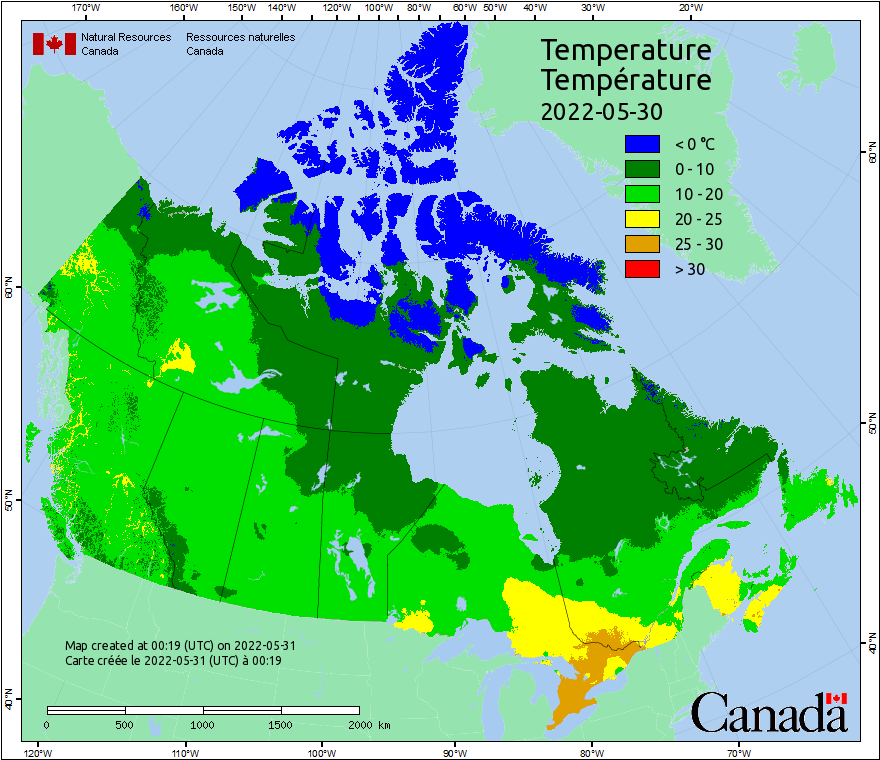 170°W 160°W 150°W 140°W 120°W 100°W 80°W 60°W 50°W 40°W 30°W 20°W
Natural Resources Ressources naturelles
Canada Canada
Temperature
Température
2022-05-30
< 0 °C
0 - 10
10 - 20
20 - 25
25 - 30
> 30
60°N
60°N
50°N
50°N
40°N
40°N
Map created at 00:19 (UTC) on 2022-05-31
Carte créée le 2022-05-31 (UTC) à 00:19
0 500 1000 1500 2000 km
Canada
120°W 110°W 100°W 90°W 80°W 70°W